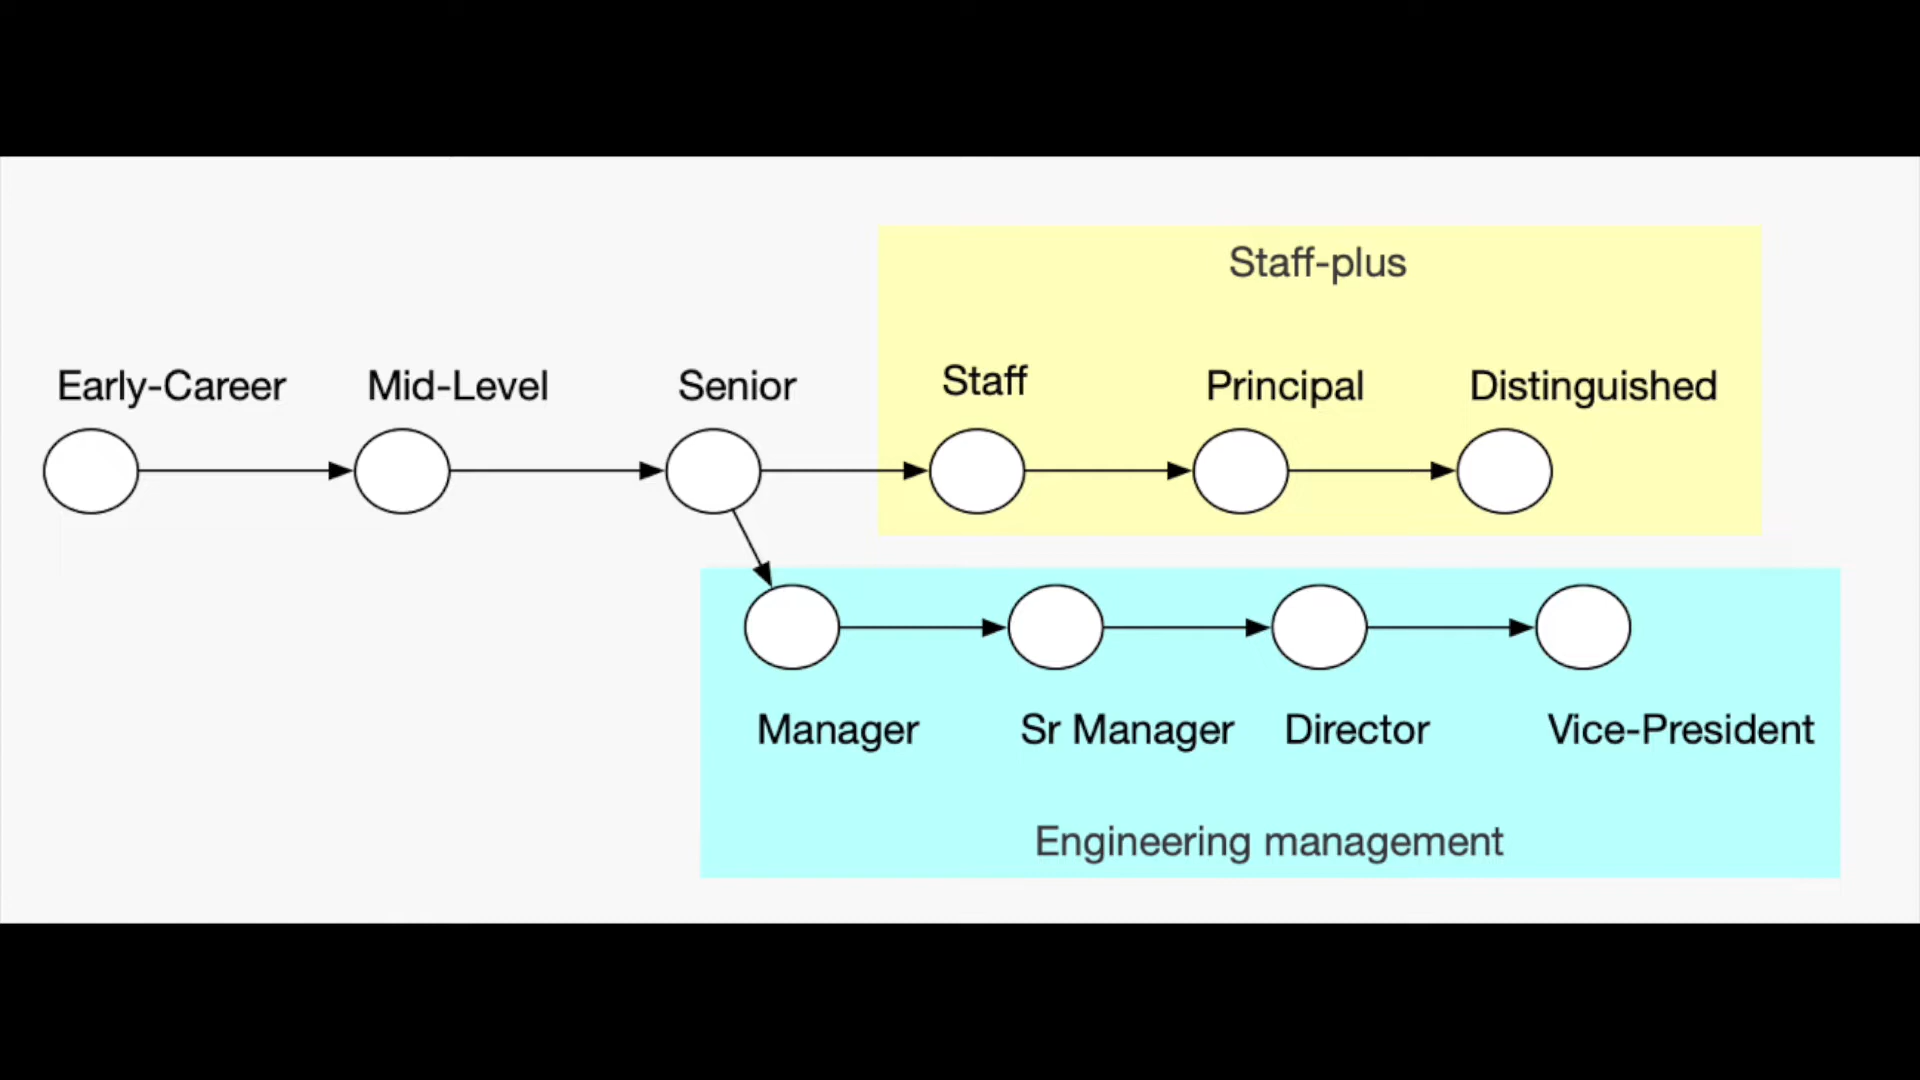 Staff-plus
Early-Career
Mid-Level
Senior
Staff
Principal
Distinguished
Manager
Sr Manager
Director
Vice-President
Engineering management